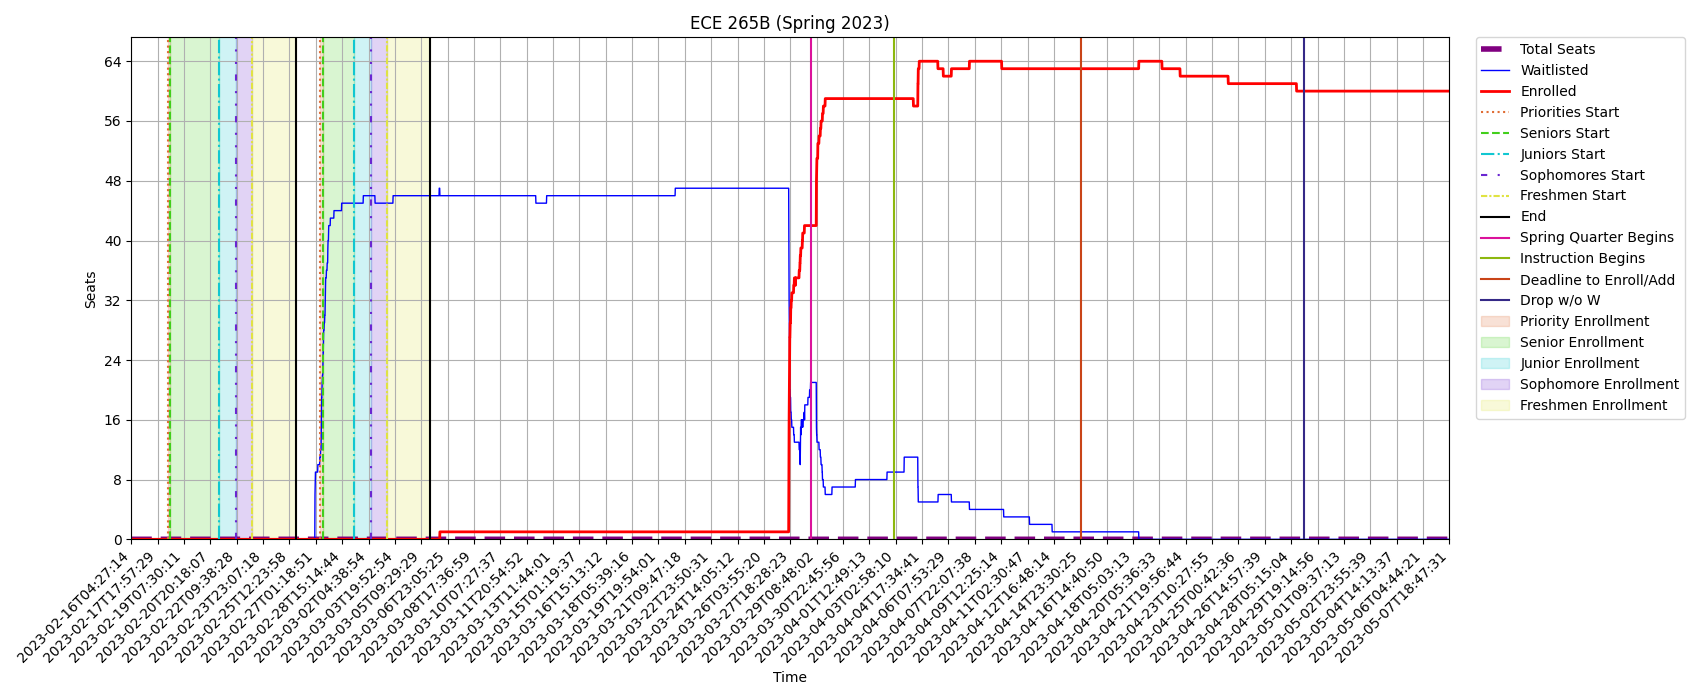 ECE 265B (Spring 2023)
Seats
64
56
48
40
32
24
16
8
0
2023-02-16T04:27:14
2023-02-17T17:57:29
2023-02-19T07:30:11
2023-02-20T20:18:07
2023-02-22T09:38:28
2023-02-23T23:07:18
2023-02-25T12:23:58
2023-02-27T01:18:51
2023-02-28T15:14:44
2023-03-02T04:38:54
2023-03-03T19:52:54
2023-03-05T09:29:29
2023-03-06T23:05:25
2023-03-08T11:36:59
2023-03-10T07:27:37
2023-03-11T20:54:52
2023-03-13T11:44:01
2023-03-15T01:19:37
2023-03-16T15:13:12
2023-03-18T05:39:16
2023-03-19T19:54:01
2023-03-21T09:47:18
2023-03-22T23:50:31
2023-03-24T14:05:12
2023-03-26T03:55:20
2023-03-27T18:28:23
2023-03-29T08:48:02
2023-03-30T22:45:56
2023-04-01T12:49:13
2023-04-03T02:58:10
2023-04-04T17:34:41
2023-04-06T07:53:29
2023-04-07T22:07:38
2023-04-09T12:25:14
2023-04-11T02:30:47
2023-04-12T16:48:14
2023-04-14T23:30:25
2023-04-16T14:40:50
2023-04-18T05:03:13
2023-04-20T05:36:33
2023-04-21T19:56:44
2023-04-23T10:27:55
2023-04-25T00:42:36
2023-04-26T14:57:39
2023-04-28T05:15:04
2023-04-29T19:14:56
2023-05-01T09:37:13
2023-05-02T23:55:39
2023-05-04T14:13:37
2023-05-06T04:44:21
2023-05-07T18:47:31
Time
Total Seats
Waitlisted
Enrolled
Priorities Start
Seniors Start
Juniors Start
Sophomores Start
Freshmen Start
End
Spring Quarter Begins
Instruction Begins
Deadline to Enroll/Add
Drop w/o W
Priority Enrollment
Senior Enrollment
Junior Enrollment
Sophomore Enrollment
Freshmen Enrollment